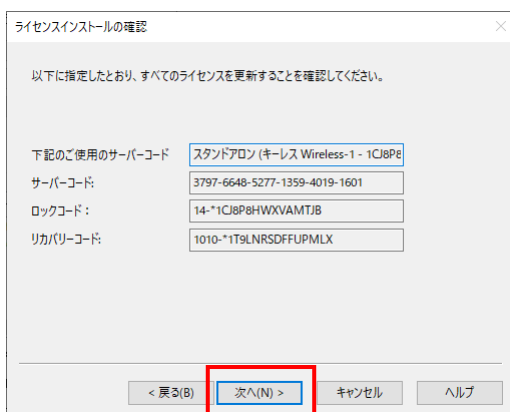 ライセンスインストールの確認
以下に指定したとおり、すべてのライセンスを更新することを確認してください。
下記のご使用のサーバーコード スタンドアロン (キーレス Wireless-1 - 1CJ8P8
サーバーコード: 3797-6648-5277-1359-4019-1601
ロックコード： 14-*1CJ8P8HWXVAMTJB
リカバリーコード: 1010-*1T9LNRSDFFUPMLX
< 戻る(B) 次へ(N) > キャンセル ヘルプ